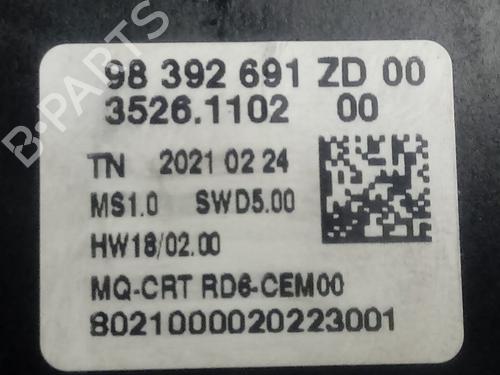 98 392 691 ZD 00
3526.1102 00
TN 2021 02 24
MS1.0 SWD5.00
HW18/02.00
MQ-CRT RD6-CEM00
8021000020223001
B-PARTS